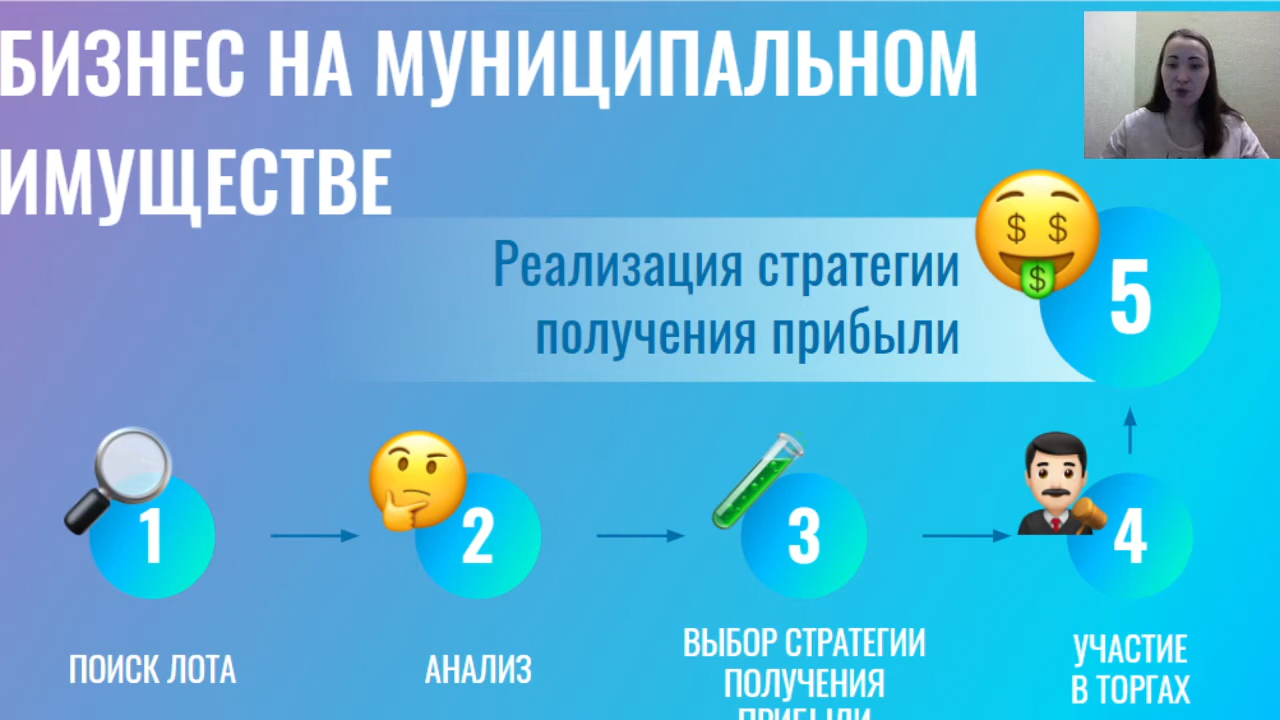 БИЗНЕС НА МУНИЦИПАЛЬНОМ
ИМУЩЕСТВЕ
Реализация стратегии
получения прибыли
5
1
2
3
4
ПОИСК ЛОТА
АНАЛИЗ
ВЫБОР СТРАТЕГИИ
ПОЛУЧЕНИЯ
ПРИБЫЛИ
УЧАСТИЕ
В ТОРГАХ